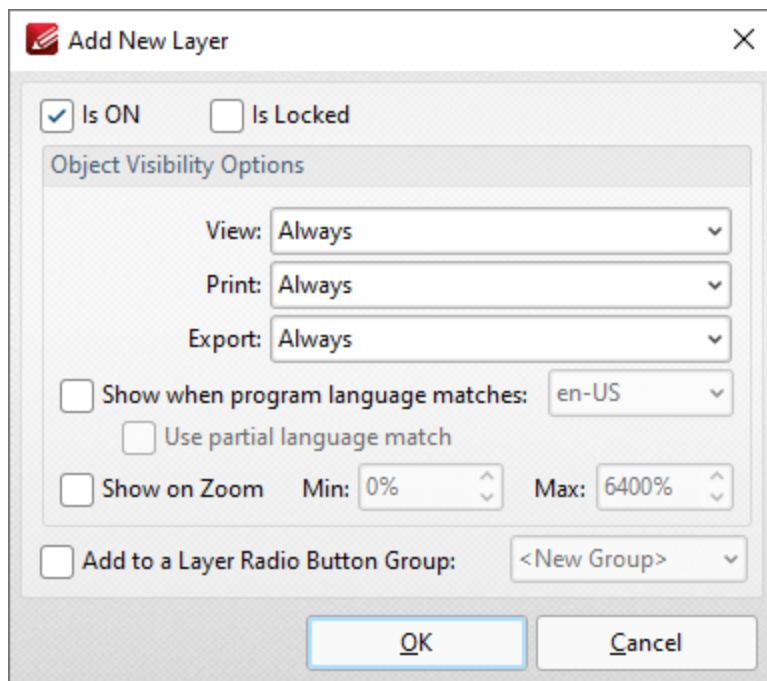 Add New Layer
Is ON Is Locked
Object Visibility Options
View: Always
Print: Always
Export: Always
Show when program language matches: en-US
Use partial language match
Show on Zoom Min: 0% Max: 6400%
Add to a Layer Radio Button Group: <New Group>
OK Cancel